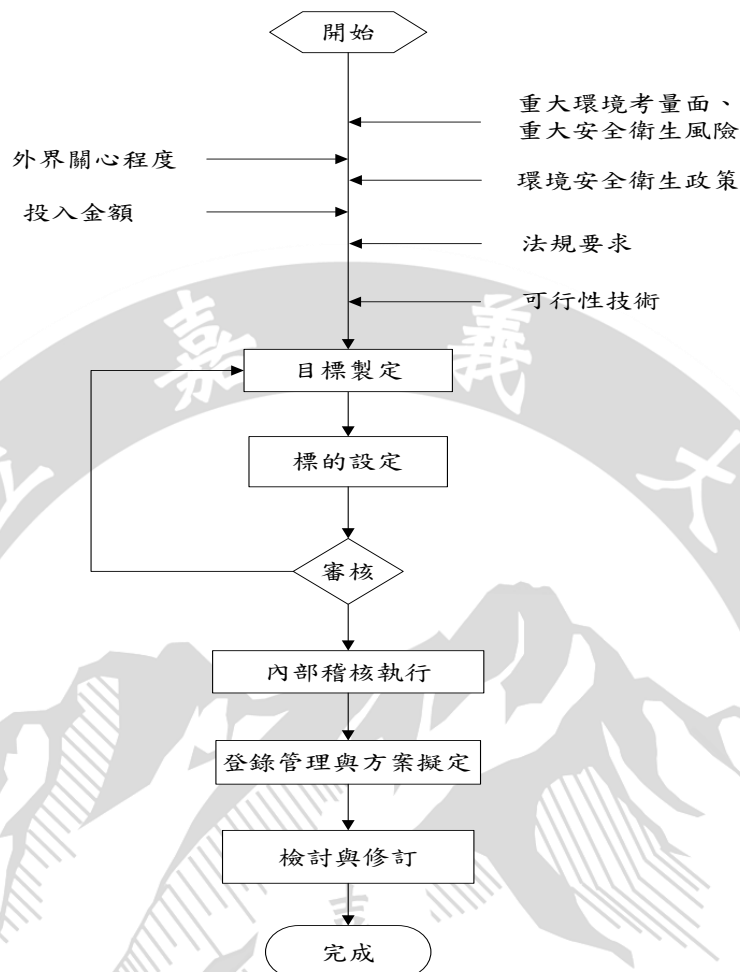 開始
重大環境考量面、
重大安全衛生風險
外界關心程度
環境安全衛生政策
投入金額
法規要求
可行性技術
嘉 義
目標製定
立 大
標的設定
審核
內部稽核執行
登錄管理與方案擬定
檢討與修訂
完成